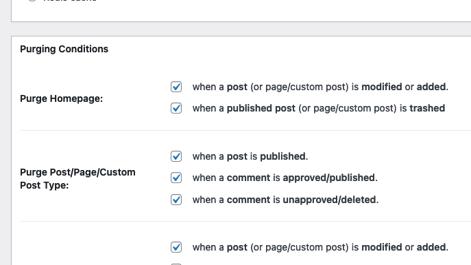 Purging Conditions
Purge Homepage:
when a post (or page/custom post) is modified or added.
when a published post (or page/custom post) is trashed
Purge Post/Page/Custom
Post Type:
when a post is published.
when a comment is approved/published.
when a comment is unapproved/deleted.
when a post (or page/custom post) is modified or added.